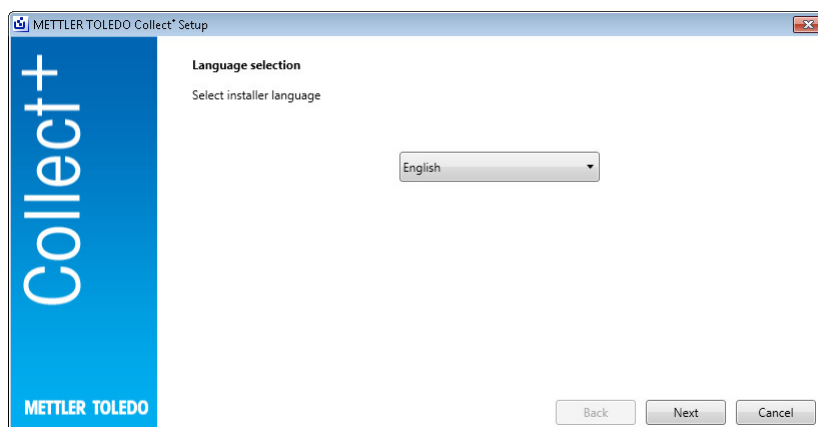 METTLER TOLEDO Collect⁺ Setup
Collect+
Language selection
Select installer language
English
METTLER TOLEDO
Back
Next
Cancel